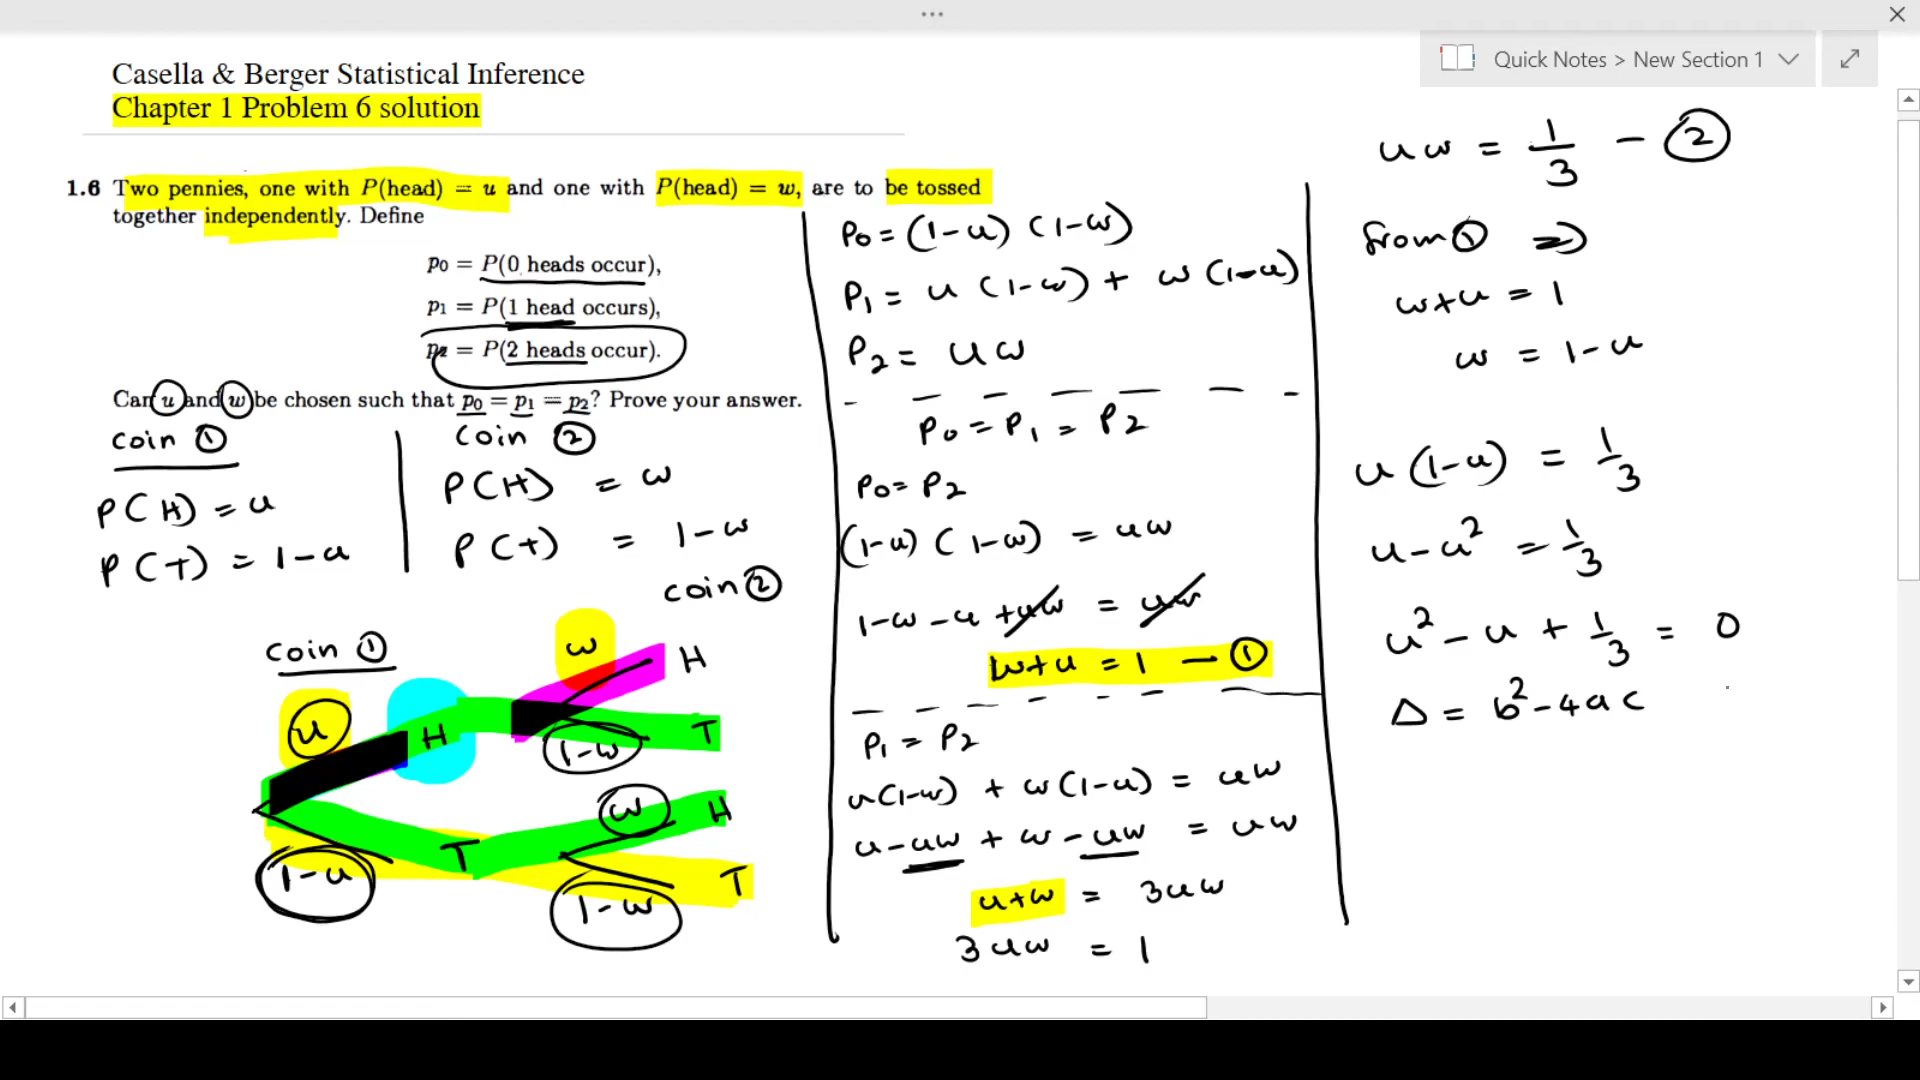 Quick Notes > New Section 1
Casella & Berger Statistical Inference
Chapter 1 Problem 6 solution
1.6 Two pennies, one with P(head) = u and one with P(head) = w, are to be tossed
together independently. Define
p₀ = P(0 heads occur),
p₁ = P(1 head occurs),
p₂ = P(2 heads occur).
Can u and w be chosen such that p₀ = p₁ = p₂? Prove your answer.
coin ①
P(H) = u
P(T) = 1-u
coin ②
P(H) = w
P(T) = 1-w
coin ②
coin ①
w
H
u
H
1-w
T
w
H
1-u
T
1-w
T
P₀ = (1-u) (1-w)
P₁ = u (1-w) + w (1-u)
P₂ = uw
P₀ = P₁ = P₂
P₀ = P₂
(1-u) (1-w) = uw
1-w-u+uw = uw
w+u = 1 — ①
P₁ = P₂
u(1-w) + w(1-u) = uw
u-uw + w-uw = uw
u+w = 3uw
3uw = 1
uw = 1/3 - ②
from ① =>
w+u = 1
w = 1-u
u (1-u) = 1/3
u-u² = 1/3
u²-u+1/3 = 0
Δ = b²-4ac